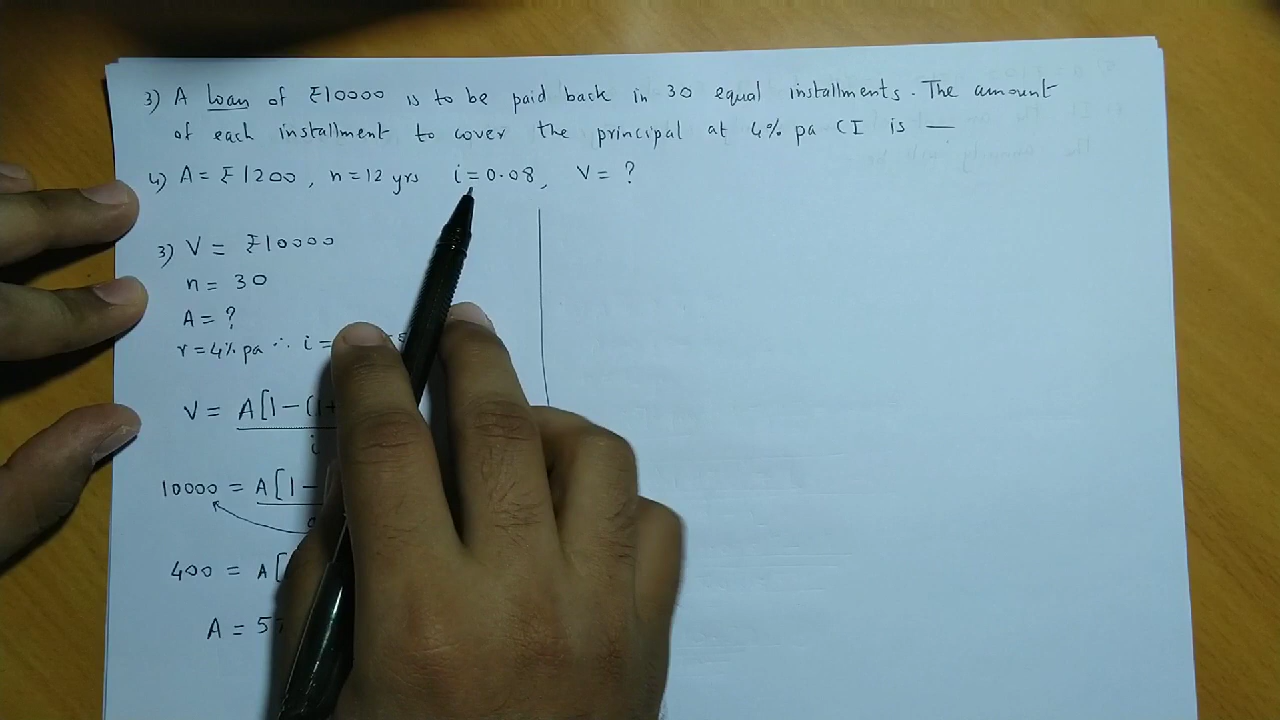 3) A loan of ₹10000 is to be paid back in 30 equal installments. The amount
of each installment to cover the principal at 4% pa CI is —
4) A = ₹1200, n = 12 yrs i = 0.08, V = ?
3) V = ₹10000
n = 30
A = ?
r = 4% pa ∴ i =
V = A[1 - (1+
i
10000 = A[1 -
400 = A[
A = 57